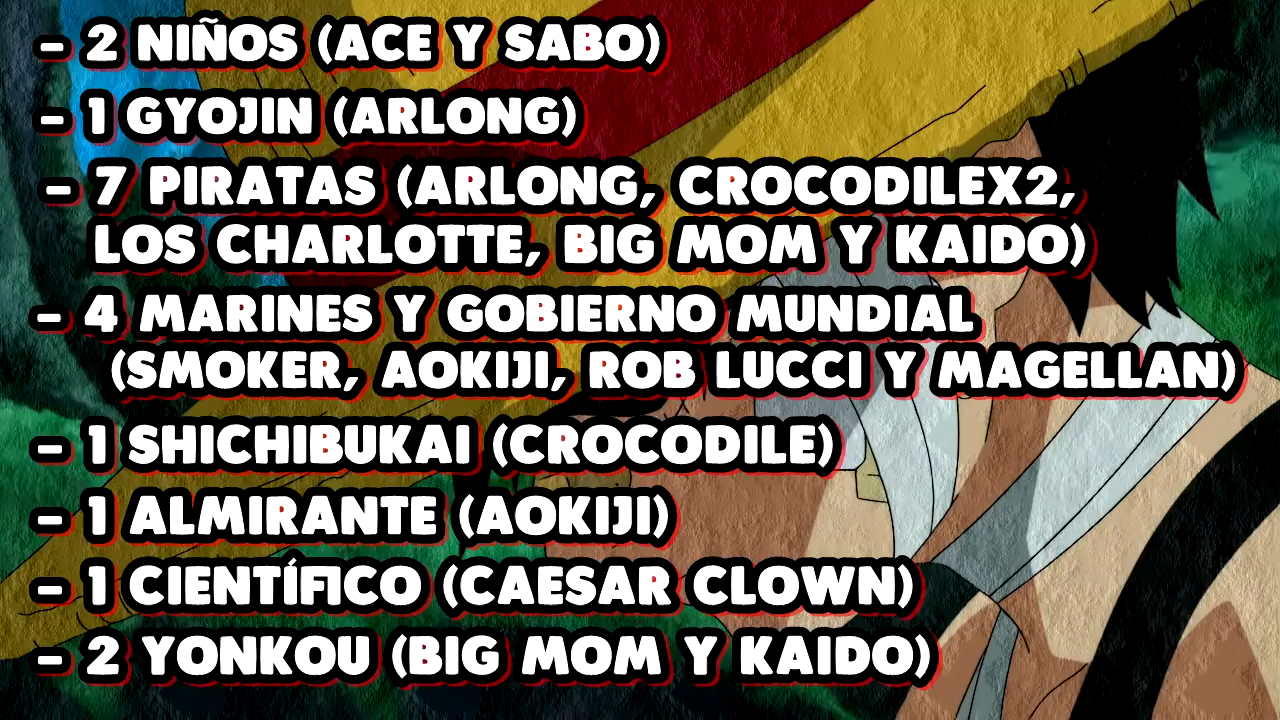 - 2 NIÑOS (ACE Y SABO)
- 1 GYOJIN (ARLONG)
- 7 PIRATAS (ARLONG, CROCODILEX2,
LOS CHARLOTTE, BIG MOM Y KAIDO)
- 4 MARINES Y GOBIERNO MUNDIAL
(SMOKER, AOKIJI, ROB LUCCI Y MAGELLAN)
- 1 SHICHIBUKAI (CROCODILE)
- 1 ALMIRANTE (AOKIJI)
- 1 CIENTÍFICO (CAESAR CLOWN)
- 2 YONKOU (BIG MOM Y KAIDO)